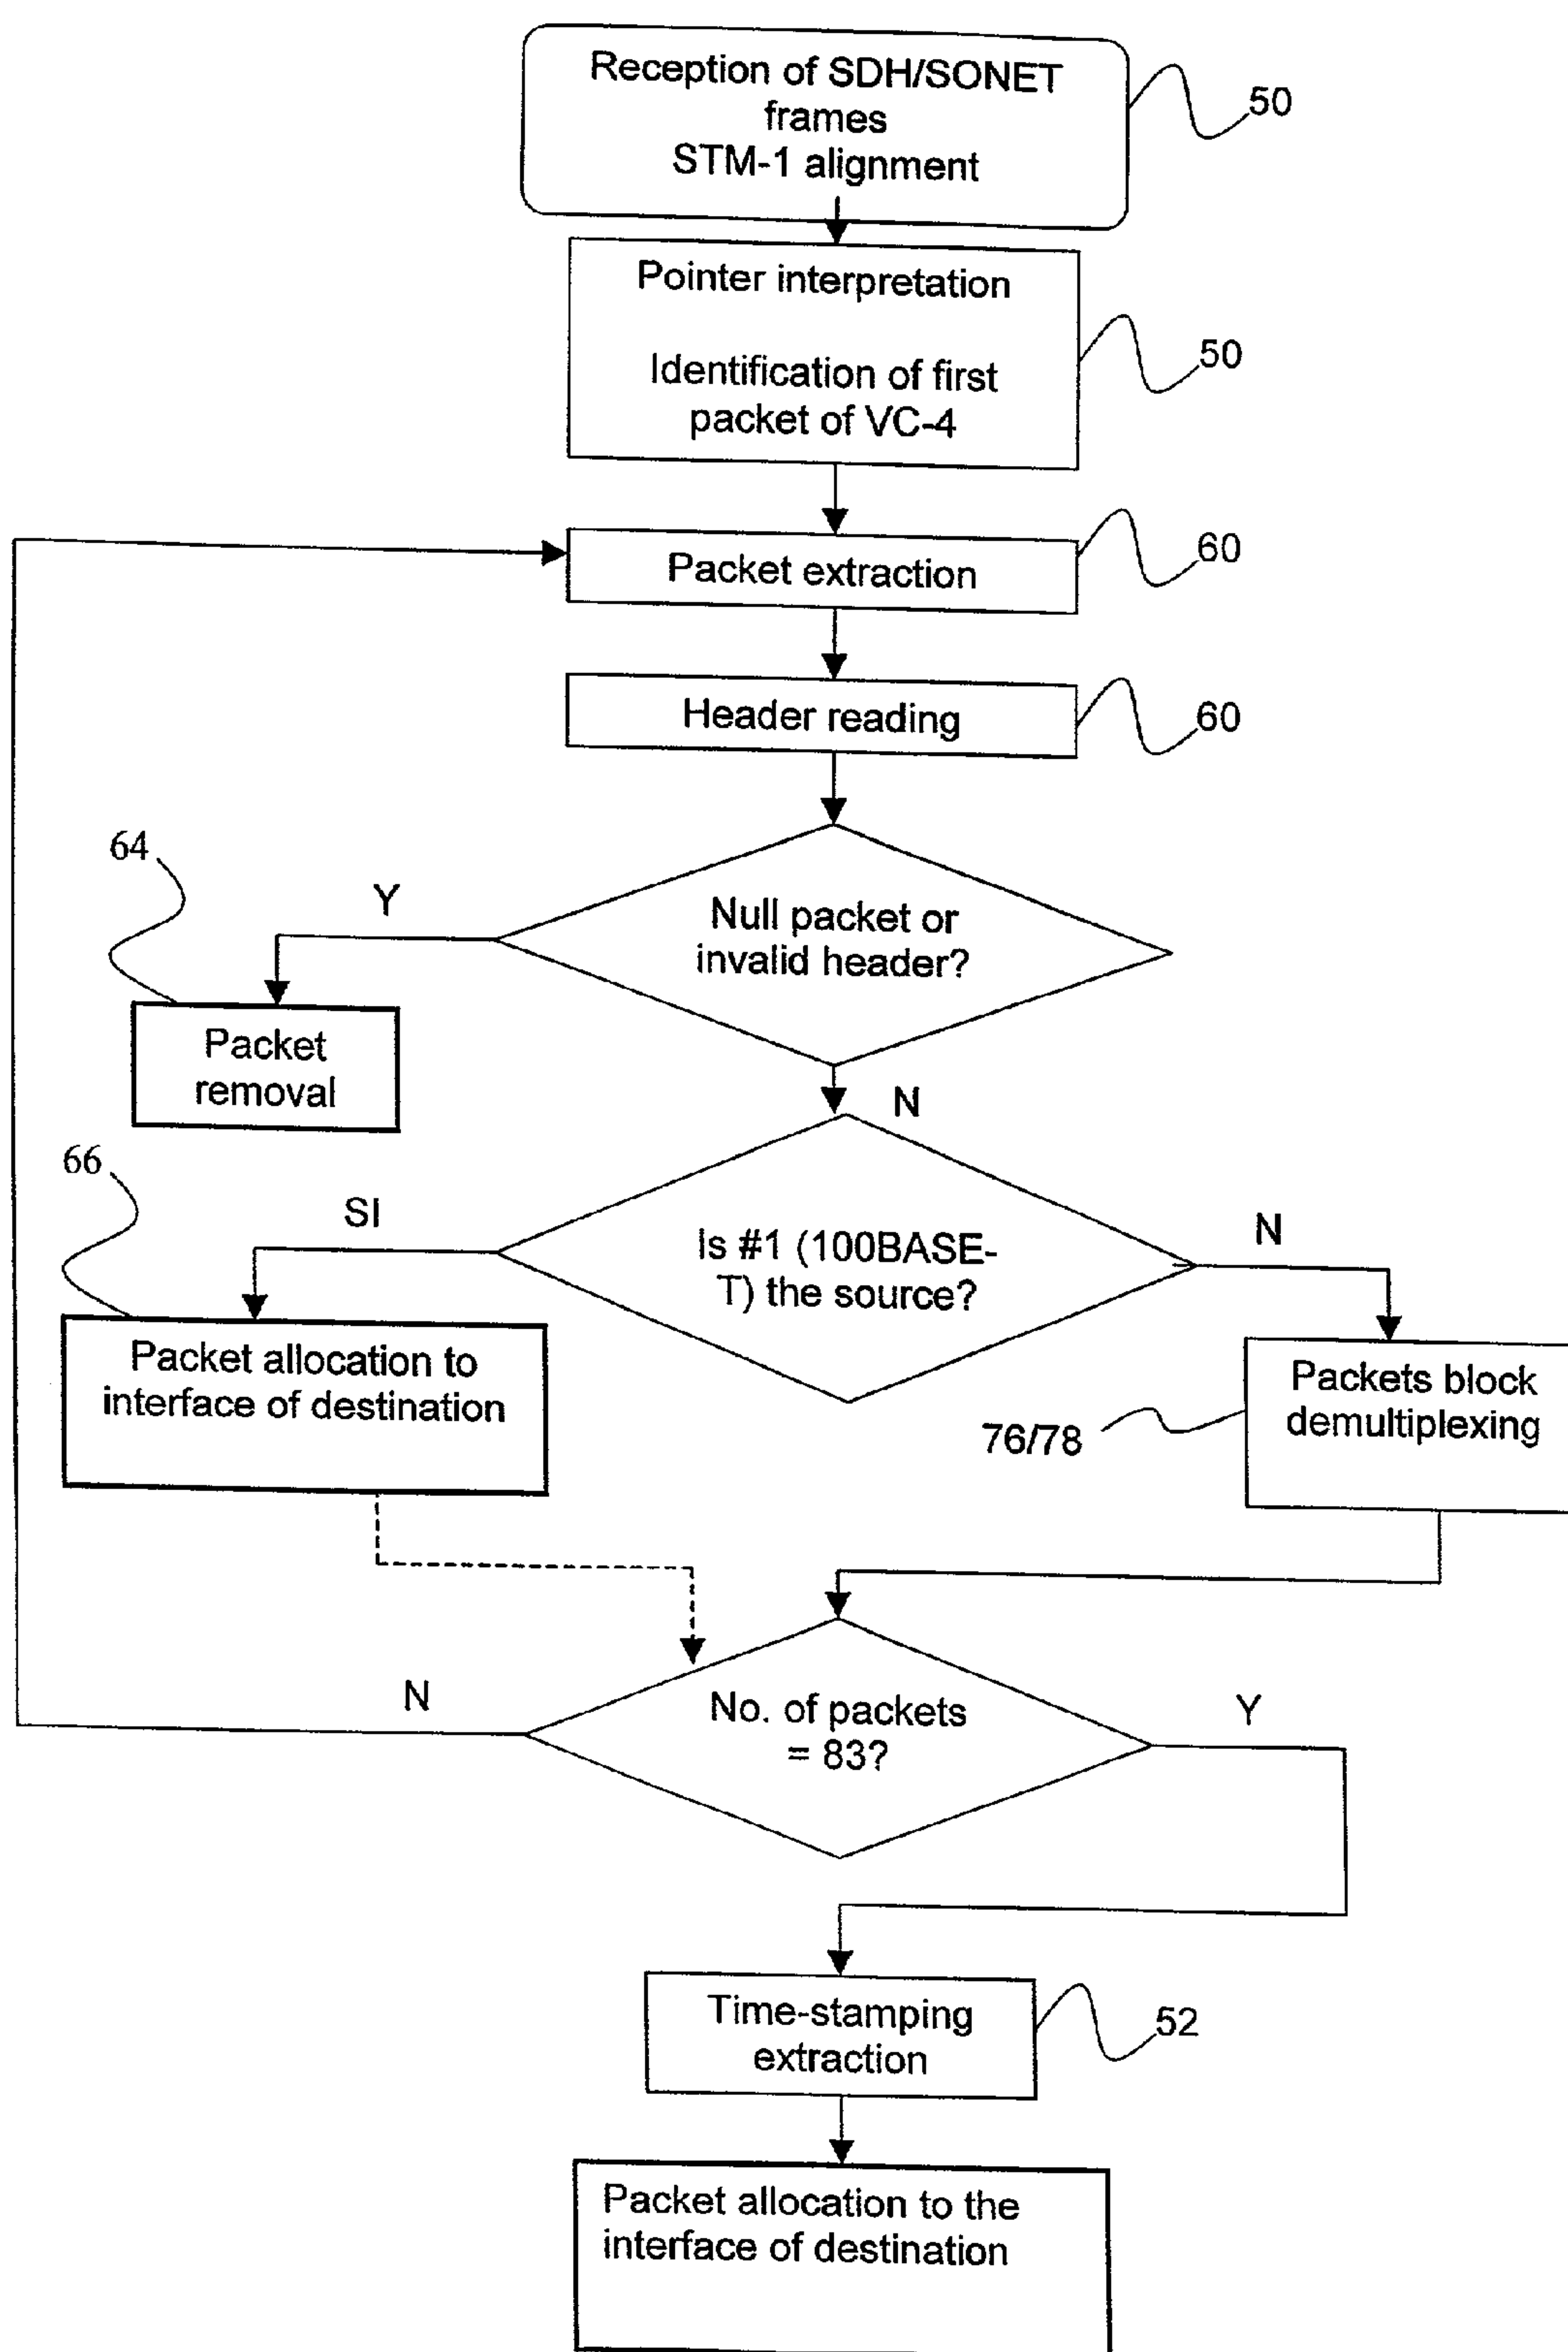 Reception of SDH/SONET
frames
STM-1 alignment
50
Pointer interpretation
Identification of first
packet of VC-4
50
Packet extraction
60
Header reading
60
64
Y
Null packet or
invalid header?
Packet
removal
N
66
SI
Is #1 (100BASE-
T) the source?
N
Packet allocation to
interface of destination
Packets block
demultiplexing
76/78
N
No. of packets
= 83?
Y
Time-stamping
extraction
52
Packet allocation to the
interface of destination